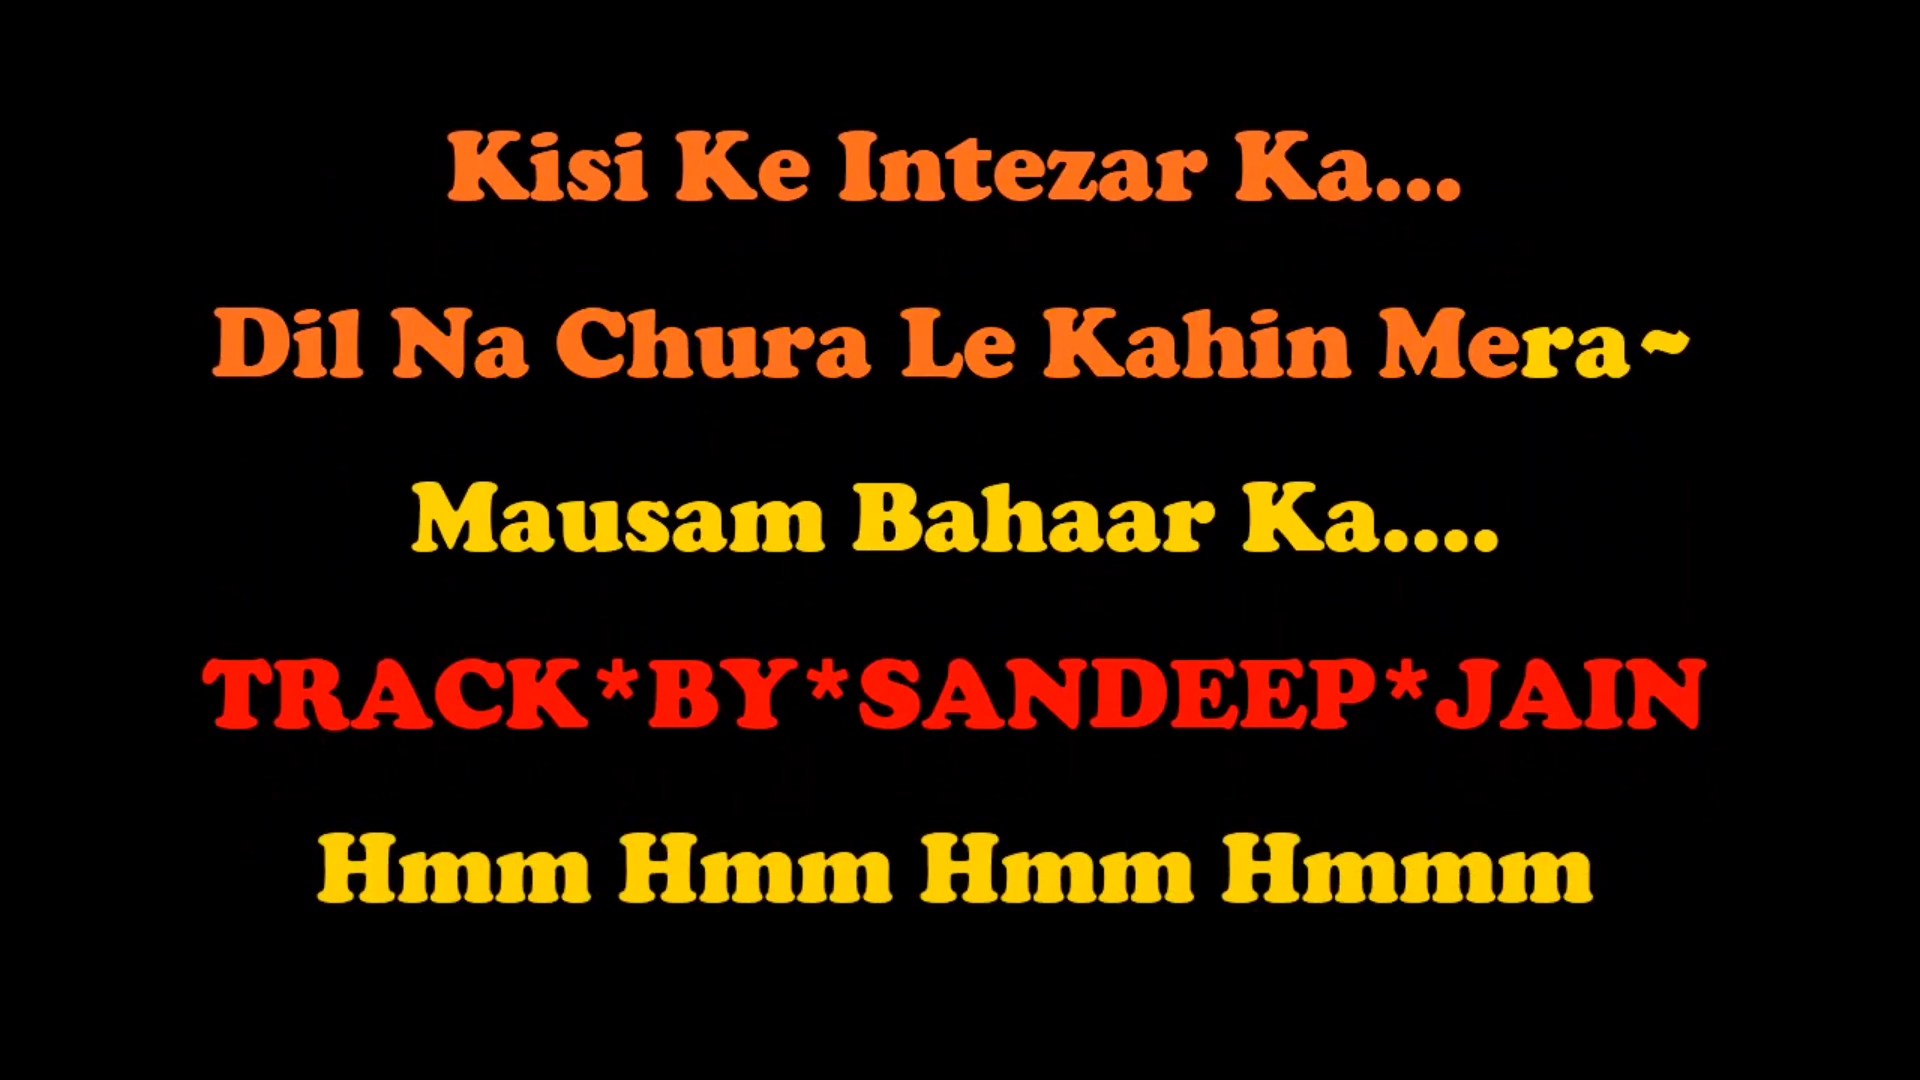 Kisi Ke Intezar Ka...
Dil Na Chura Le Kahin Mera~
Mausam Bahaar Ka....
TRACK*BY*SANDEEP*JAIN
Hmm Hmm Hmm Hmmm